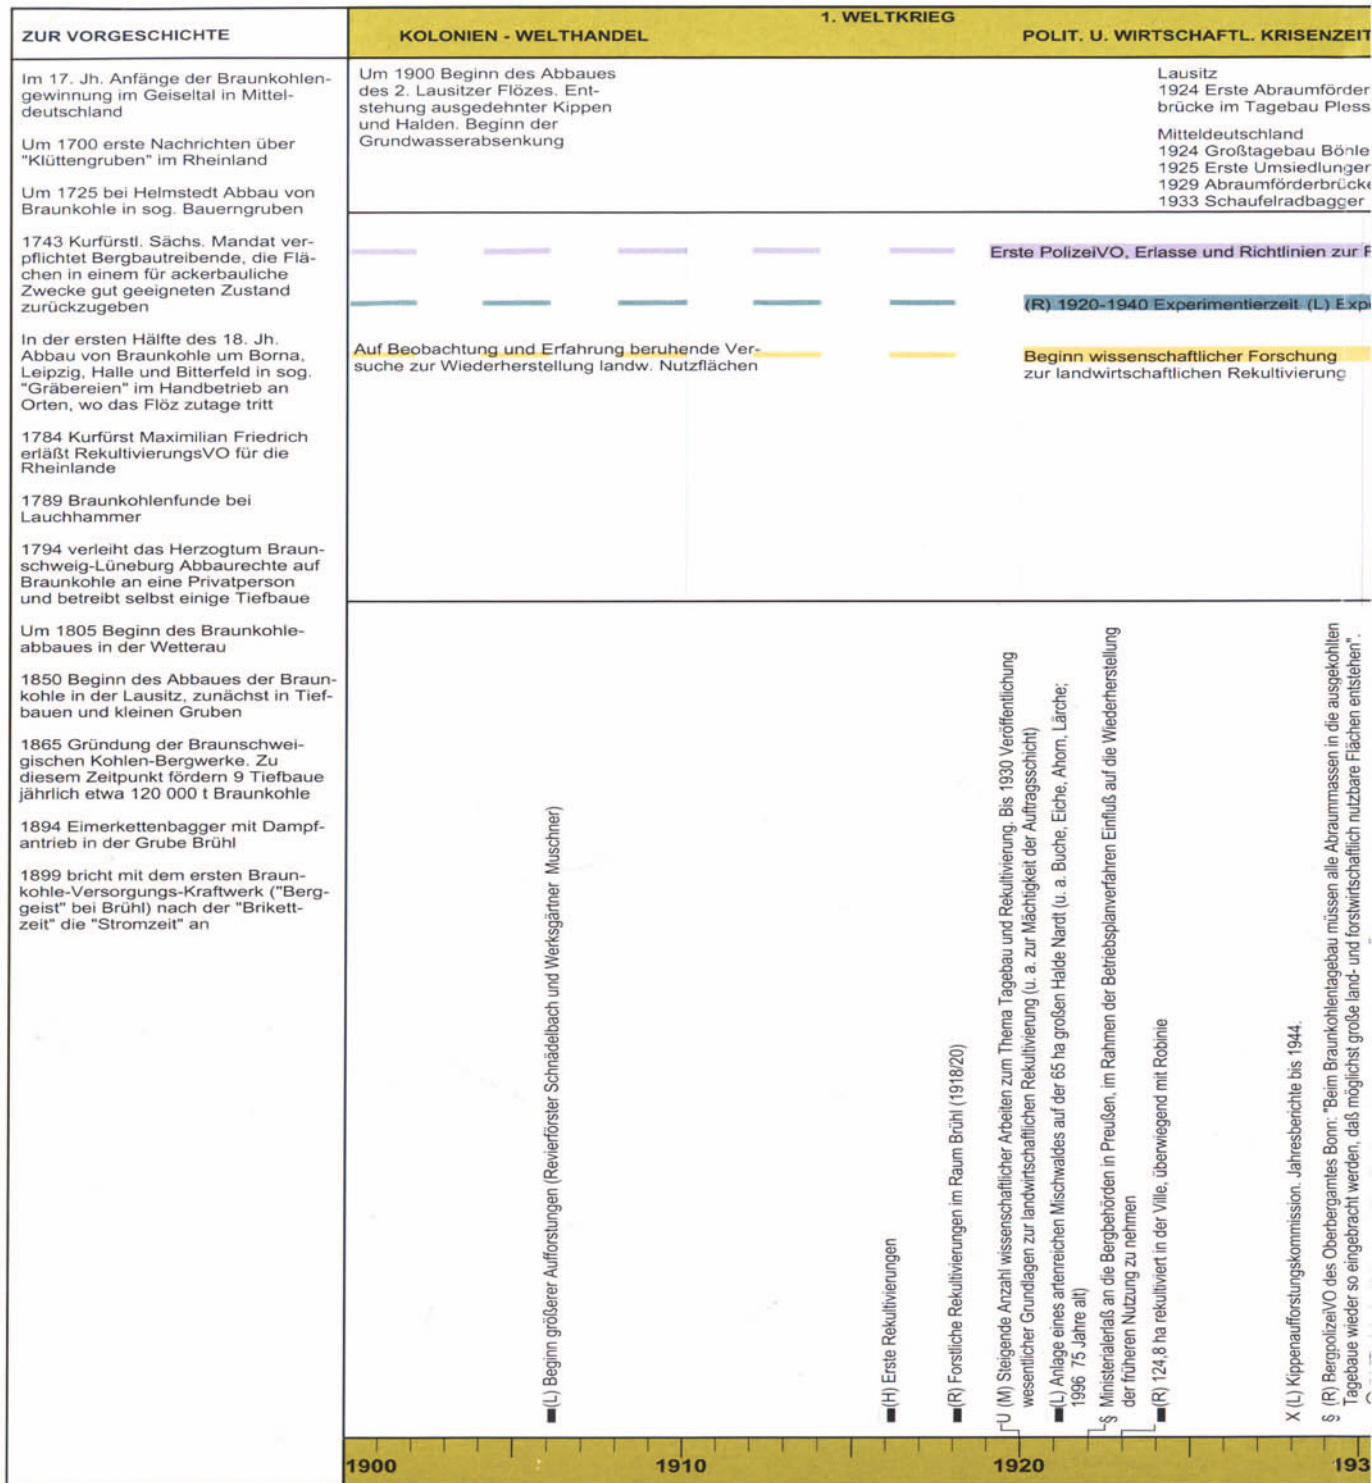 ZUR VORGESCHICHTE
Im 17. Jh. Anfänge der Braunkohlen-
gewinnung im Geiseltal in Mittel-
deutschland
Um 1700 erste Nachrichten über
"Klüttengruben" im Rheinland
Um 1725 bei Helmstedt Abbau von
Braunkohle in sog. Bauerngruben
1743 Kurfürstl. Sächs. Mandat ver-
pflichtet Bergbautreibende, die Flä-
chen in einem für ackerbauliche
Zwecke gut geeigneten Zustand
zurückzugeben
In der ersten Hälfte des 18. Jh.
Abbau von Braunkohle um Borna,
Leipzig, Halle und Bitterfeld in sog.
"Gräbereien" im Handbetrieb an
Orten, wo das Flöz zutage tritt
1784 Kurfürst Maximilian Friedrich
erläßt RekultivierungsVO für die
Rheinlande
1789 Braunkohlenfunde bei
Lauchhammer
1794 verleiht das Herzogtum Braun-
schweig-Lüneburg Abbaurechte auf
Braunkohle an eine Privatperson
und betreibt selbst einige Tiefbaue
Um 1805 Beginn des Braunkohle-
abbaues in der Wetterau
1850 Beginn des Abbaues der Braun-
kohle in der Lausitz, zunächst in Tief-
bauen und kleinen Gruben
1865 Gründung der Braunschwei-
gischen Kohlen-Bergwerke. Zu
diesem Zeitpunkt fördern 9 Tiefbaue
jährlich etwa 120 000 t Braunkohle
1894 Eimerkettenbagger mit Dampf-
antrieb in der Grube Brühl
1899 bricht mit dem ersten Braun-
kohle-Versorgungs-Kraftwerk ("Berg-
geist" bei Brühl) nach der "Brikett-
zeit" die "Stromzeit" an
KOLONIEN - WELTHANDEL
1. WELTKRIEG
POLIT. U. WIRTSCHAFTL. KRISENZEIT
Um 1900 Beginn des Abbaues
des 2. Lausitzer Flözes. Ent-
stehung ausgedehnter Kippen
und Halden. Beginn der
Grundwasserabsenkung
Lausitz
1924 Erste Abraumförder
brücke im Tagebau Pless
Mitteldeutschland
1924 Großtagebau Böhle
1925 Erste Umsiedlunger
1929 Abraumförderbrücke
1933 Schaufelradbagger
Erste PolizeiVO, Erlasse und Richtlinien zur
(R) 1920-1940 Experimentierzeit (L) Exp
Auf Beobachtung und Erfahrung beruhende Ver-
suche zur Wiederherstellung landw. Nutzflächen
Beginn wissenschaftlicher Forschung
zur landwirtschaftlichen Rekultivierung
(L) Beginn größerer Aufforstungen (Revierförster Schnädelbach und Werksgärtner Muschner)
(H) Erste Rekultivierungen
(R) Forstliche Rekultivierungen im Raum Brühl (1918/20)
U (M) Steigende Anzahl wissenschaftlicher Arbeiten zum Thema Tagebau und Rekultivierung. Bis 1930 Veröffentlichung
wesentlicher Grundlagen zur landwirtschaftlichen Rekultivierung (u. a. zur Mächtigkeit der Auftragsschicht)
(L) Anlage eines artenreichen Mischwaldes auf der 65 ha großen Halde Nardt (u. a. Buche, Eiche, Ahorn, Lärche;
1996 75 Jahre alt)
§ Ministerialerlaß an die Bergbehörden in Preußen, im Rahmen der Betriebsplanverfahren Einfluß auf die Wiederherstellung
der früheren Nutzung zu nehmen
(R) 124,8 ha rekultiviert in der Ville, überwiegend mit Robinie
X (L) Kippenaufforstungskommission. Jahresberichte bis 1944.
§ (R) BergpolizeiVO des Oberbergamtes Bonn: "Beim Braunkohlentagebau müssen alle Abraummassen in die ausgekohlten
Tagebaue wieder so eingebracht werden, daß möglichst große land- und forstwirtschaftlich nutzbare Flächen entstehen".
1900
1910
1920
193